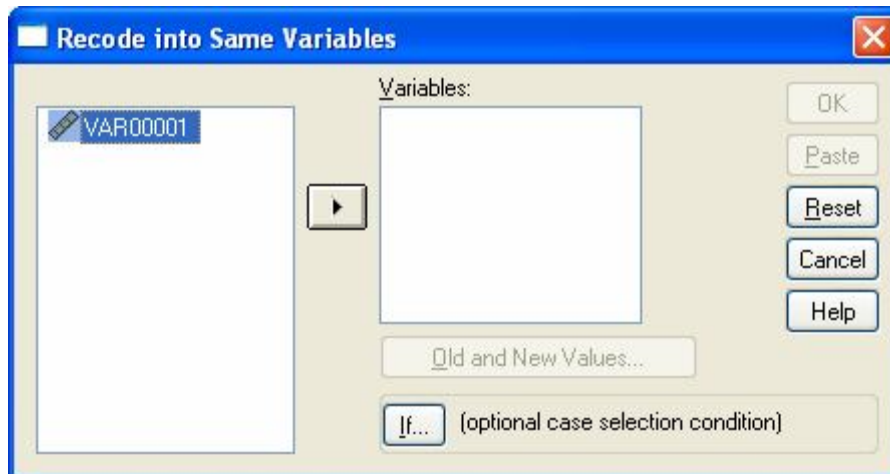 Recode into Same Variables
VAR00001
Variables:
OK
Paste
Reset
Cancel
Help
Old and New Values...
If...
(optional case selection condition)